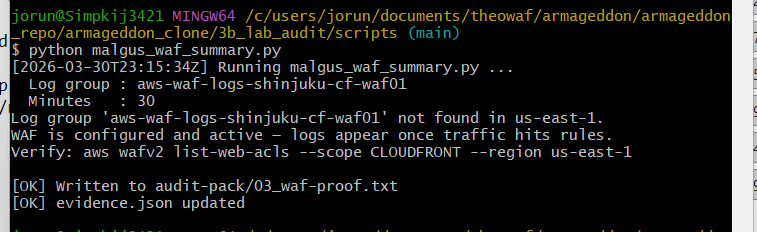 jorun@Simpkij3421 MINGW64 /c/users/jorun/documents/theowaf/armageddon/armageddon
_repo/armageddon_clone/3b_lab_audit/scripts (main)
$ python malgus_waf_summary.py
[2026-03-30T23:15:34Z] Running malgus_waf_summary.py ...
Log group : aws-waf-logs-shinjuku-cf-waf01
Minutes   : 30
Log group 'aws-waf-logs-shinjuku-cf-waf01' not found in us-east-1.
WAF is configured and active — logs appear once traffic hits rules.
Verify: aws wafv2 list-web-acls --scope CLOUDFRONT --region us-east-1
[OK] Written to audit-pack/03_waf-proof.txt
[OK] evidence.json updated